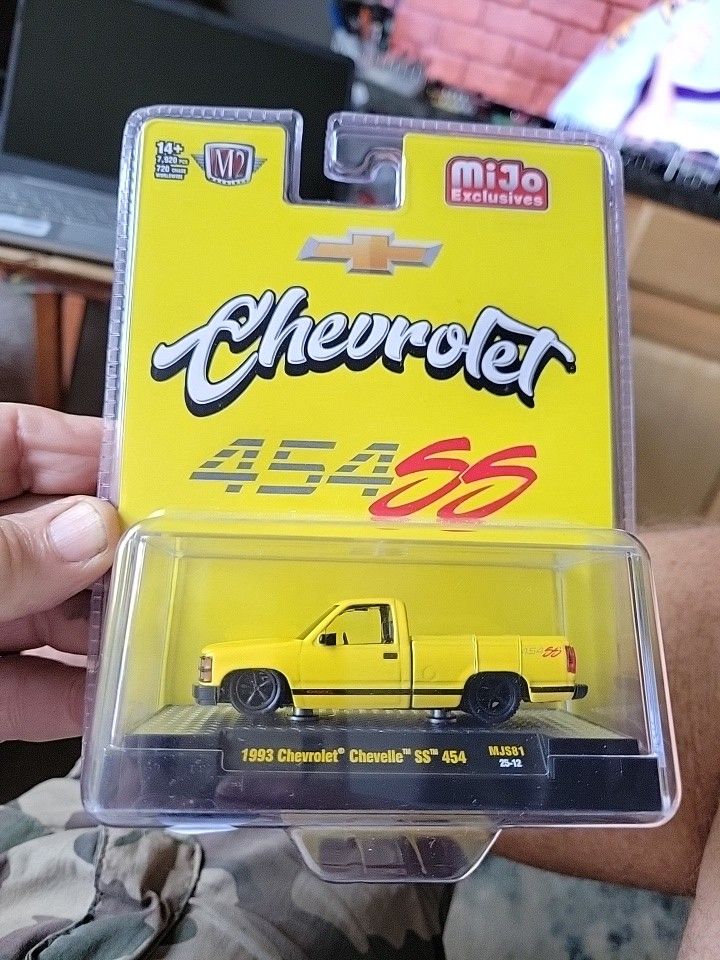 14+
7,920 PCS
720 CHASE
WORLDWIDE
M2
MiJo
Exclusives
Chevrolet
454SS
454SS
1993 Chevrolet® Chevelle™ SS™ 454
MJS81
25-12